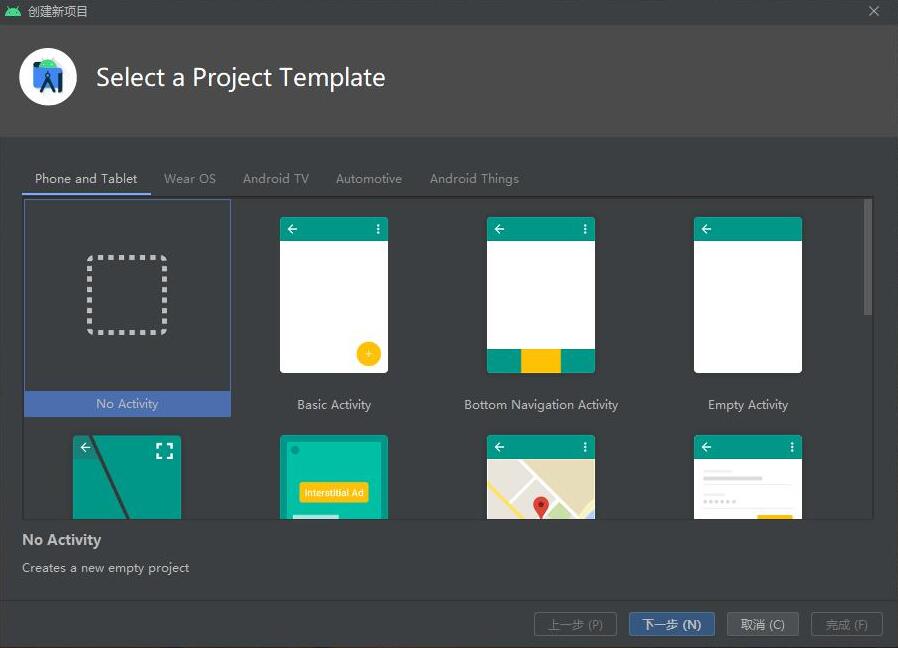 创建新项目
Select a Project Template
Phone and Tablet
Wear OS
Android TV
Automotive
Android Things
No Activity
Basic Activity
Bottom Navigation Activity
Empty Activity
Interstitial Ad
No Activity
Creates a new empty project
上一步 (P)
下一步 (N)
取消 (C)
完成 (F)